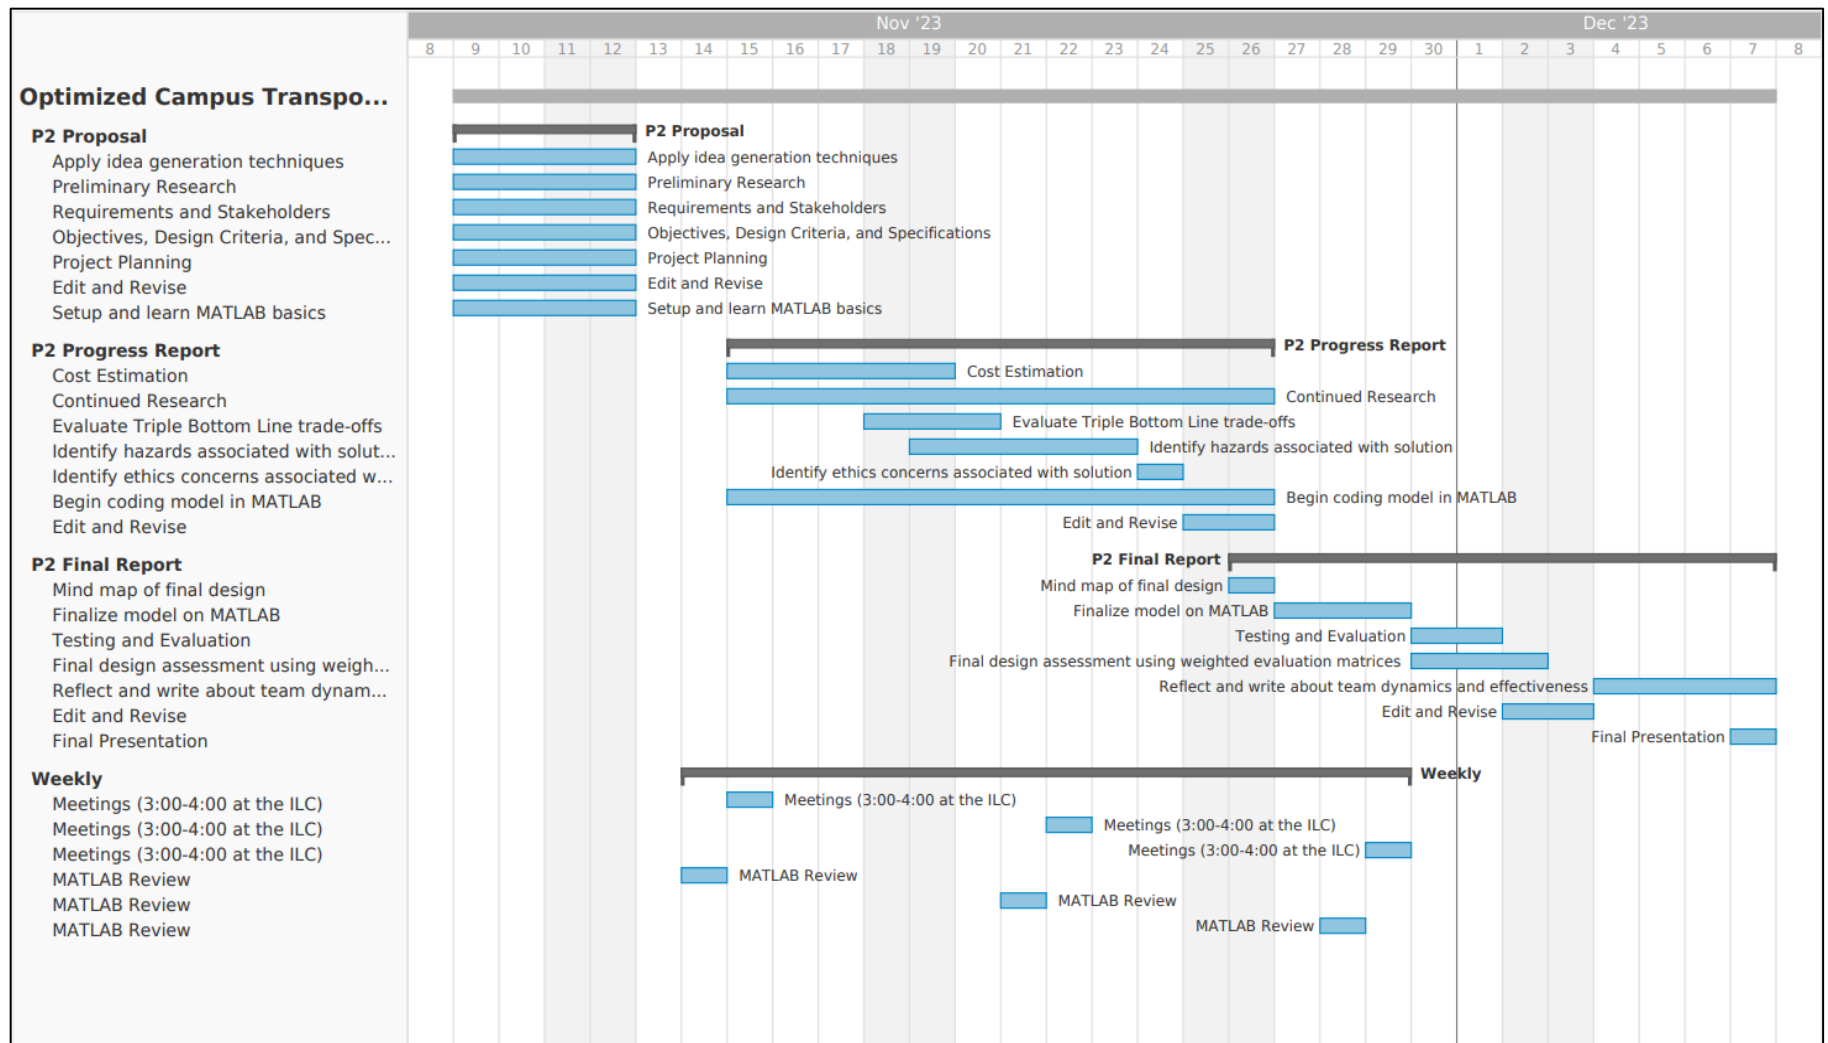 Nov '23 Dec '23
8 9 10 11 12 13 14 15 16 17 18 19 20 21 22 23 24 25 26 27 28 29 30 1 2 3 4 5 6 7 8
Optimized Campus Transpo...
P2 Proposal P2 Proposal
Apply idea generation techniques Apply idea generation techniques
Preliminary Research Preliminary Research
Requirements and Stakeholders Requirements and Stakeholders
Objectives, Design Criteria, and Spec... Objectives, Design Criteria, and Specifications
Project Planning Project Planning
Edit and Revise Edit and Revise
Setup and learn MATLAB basics Setup and learn MATLAB basics
P2 Progress Report P2 Progress Report
Cost Estimation Cost Estimation
Continued Research Continued Research
Evaluate Triple Bottom Line trade-offs Evaluate Triple Bottom Line trade-offs
Identify hazards associated with solut... Identify hazards associated with solution
Identify ethics concerns associated w... Identify ethics concerns associated with solution
Begin coding model in MATLAB Begin coding model in MATLAB
Edit and Revise Edit and Revise
P2 Final Report P2 Final Report
Mind map of final design Mind map of final design
Finalize model on MATLAB Finalize model on MATLAB
Testing and Evaluation Testing and Evaluation
Final design assessment using weigh... Final design assessment using weighted evaluation matrices
Reflect and write about team dynam... Reflect and write about team dynamics and effectiveness
Edit and Revise Edit and Revise
Final Presentation Final Presentation
Weekly Weekly
Meetings (3:00-4:00 at the ILC) Meetings (3:00-4:00 at the ILC)
Meetings (3:00-4:00 at the ILC) Meetings (3:00-4:00 at the ILC)
Meetings (3:00-4:00 at the ILC) Meetings (3:00-4:00 at the ILC)
MATLAB Review MATLAB Review
MATLAB Review MATLAB Review
MATLAB Review MATLAB Review